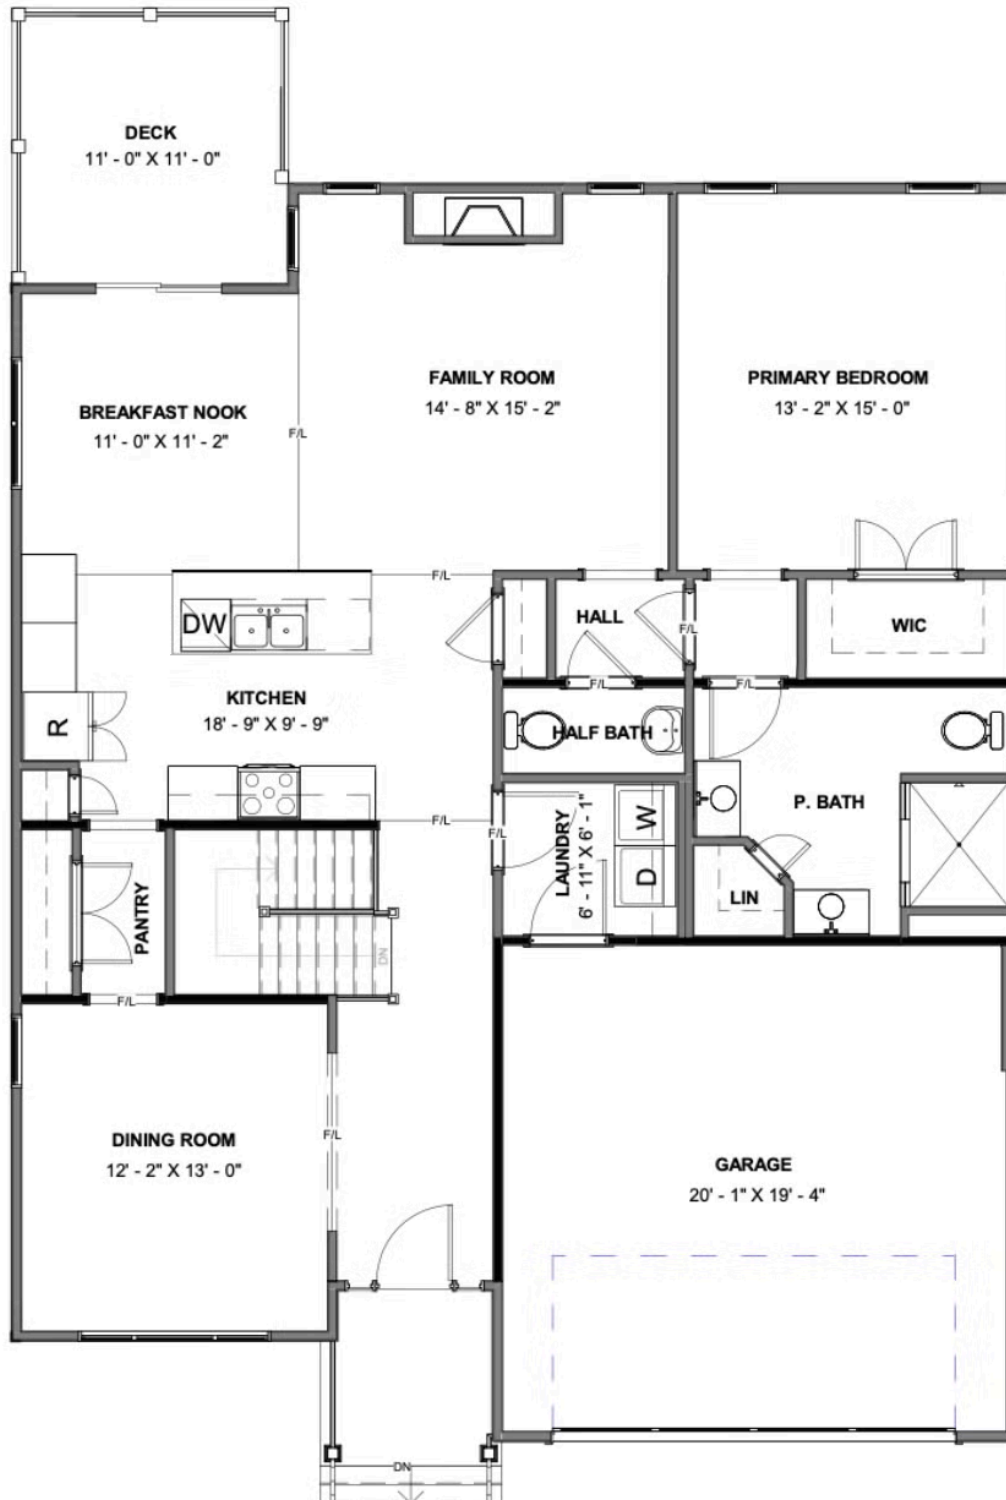 DECK
11' - 0" X 11' - 0"
FAMILY ROOM
14' - 8" X 15' - 2"
PRIMARY BEDROOM
13' - 2" X 15' - 0"
BREAKFAST NOOK
11' - 0" X 11' - 2"
F/L
F/L
DW
HALL
F/L
WIC
F/L
F/L
KITCHEN
18' - 9" X 9' - 9"
R
HALF BATH
P. BATH
F/L
F/L
LAUNDRY
6' - 11" X 6' - 1"
W
D
LIN
PANTRY
DN
F/L
DINING ROOM
12' - 2" X 13' - 0"
F/L
GARAGE
20' - 1" X 19' - 4"
DN